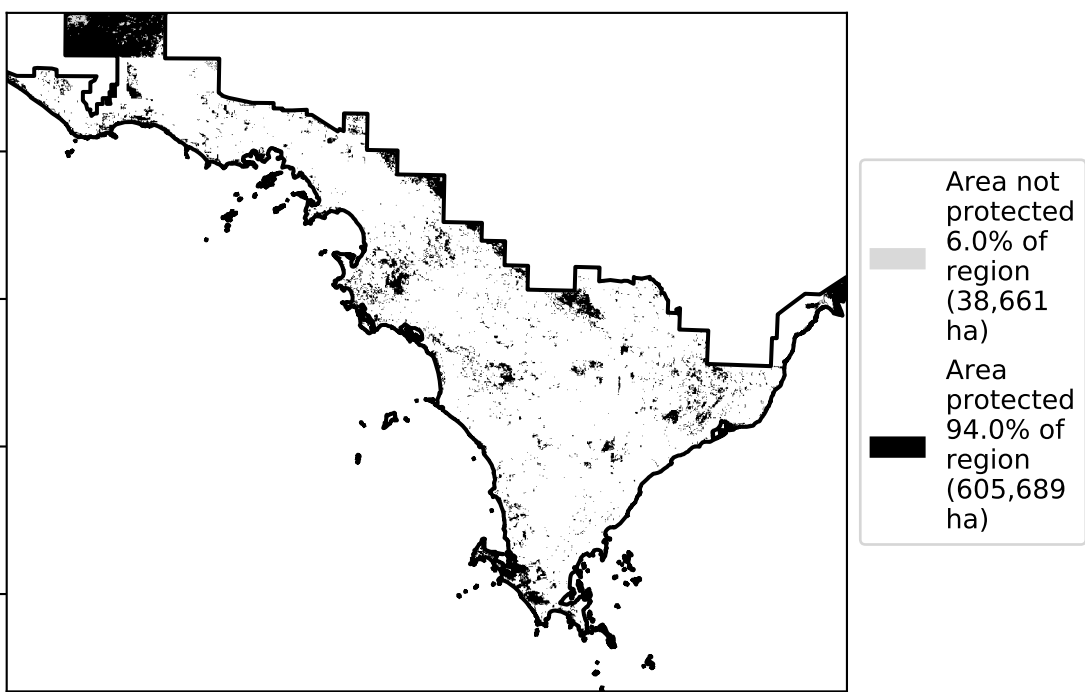 Area not
protected
6.0% of
region
(38,661
ha)
Area
protected
94.0% of
region
(605,689
ha)